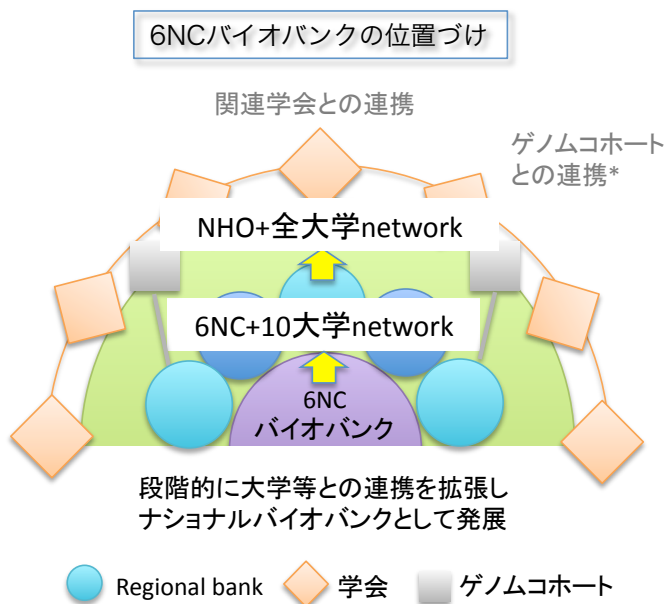 6NCバイオバンクの位置づけ
関連学会との連携
ゲノムコホート
との連携*
NHO+全大学network
6NC+10大学network
6NC
バイオバンク
段階的に大学等との連携を拡張し
ナショナルバイオバンクとして発展
Regional bank
学会
ゲノムコホート